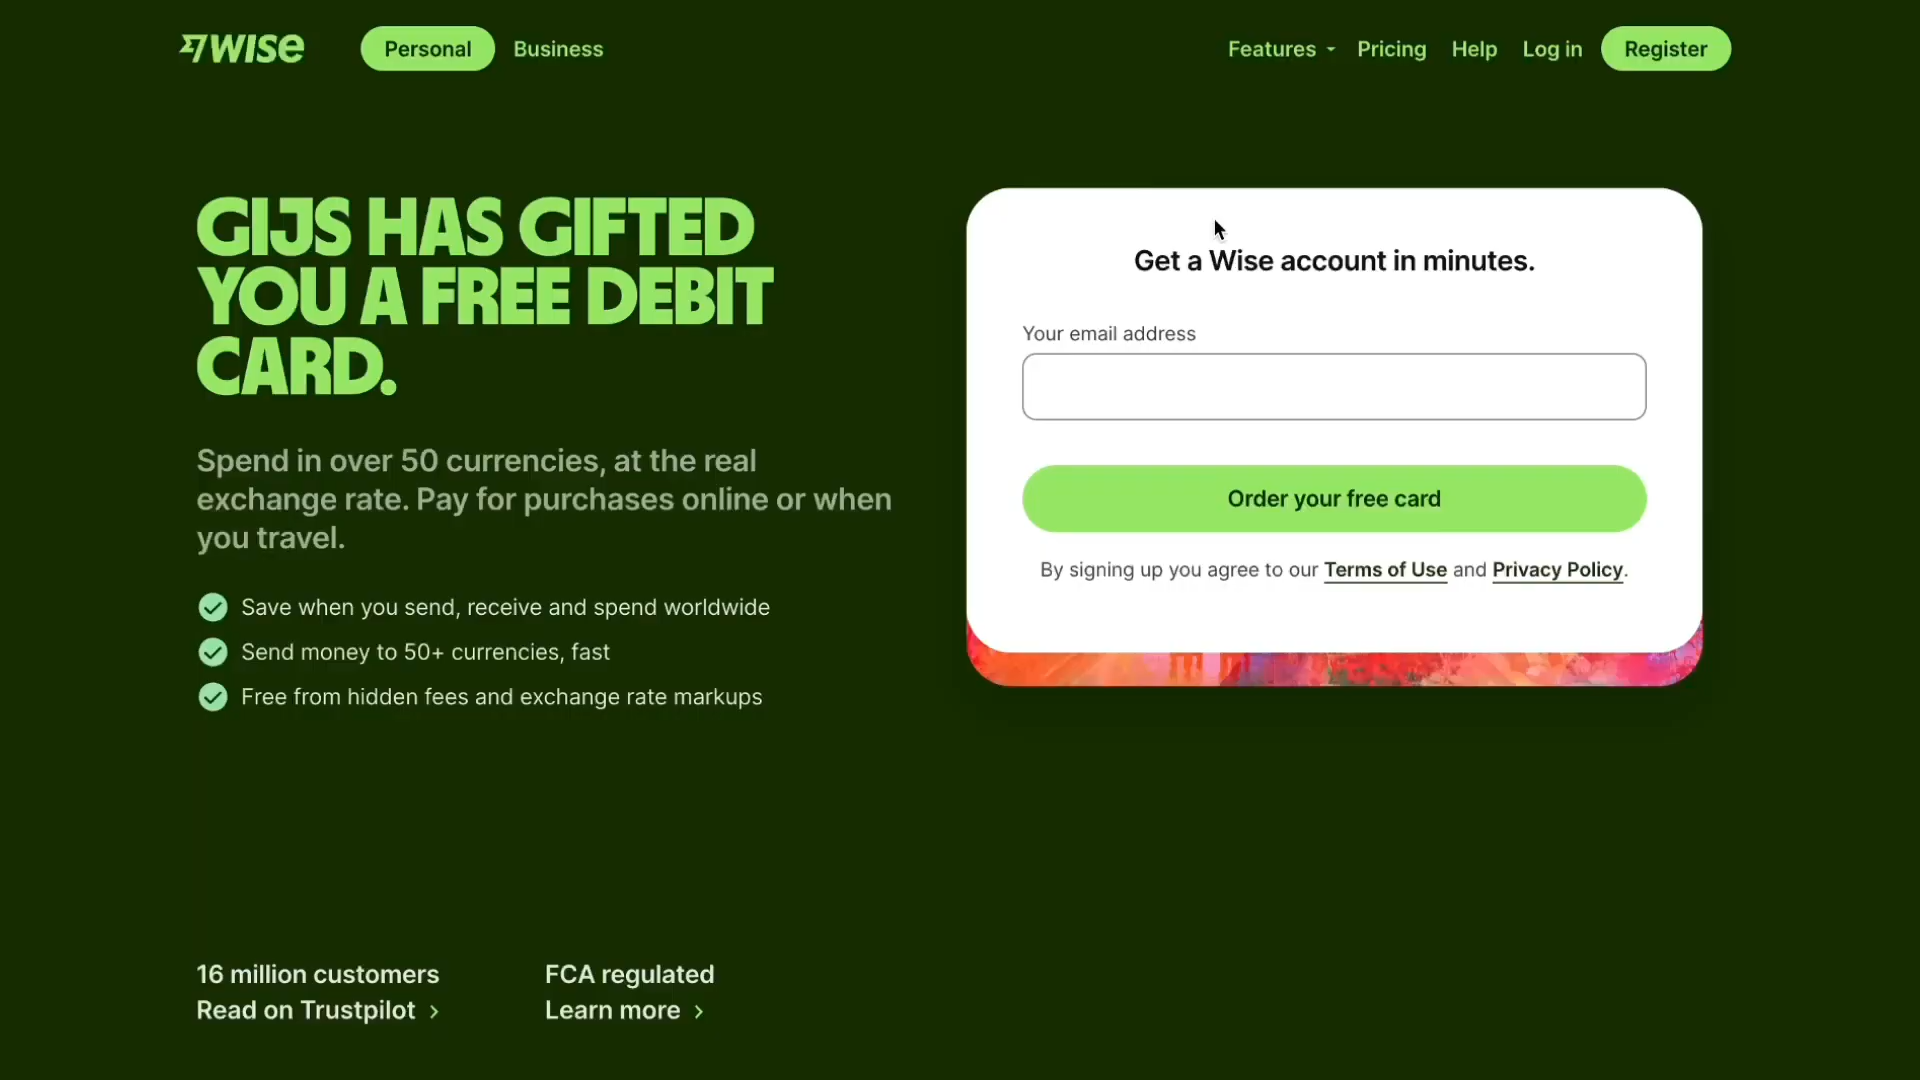 WISE
Personal
Business
Features
Pricing
Help
Log in
Register
GIJS HAS GIFTED
YOU A FREE DEBIT
CARD.
Spend in over 50 currencies, at the real
exchange rate. Pay for purchases online or when
you travel.
Save when you send, receive and spend worldwide
Send money to 50+ currencies, fast
Free from hidden fees and exchange rate markups
Get a Wise account in minutes.
Your email address
Order your free card
By signing up you agree to our Terms of Use and Privacy Policy.
16 million customers
Read on Trustpilot
FCA regulated
Learn more